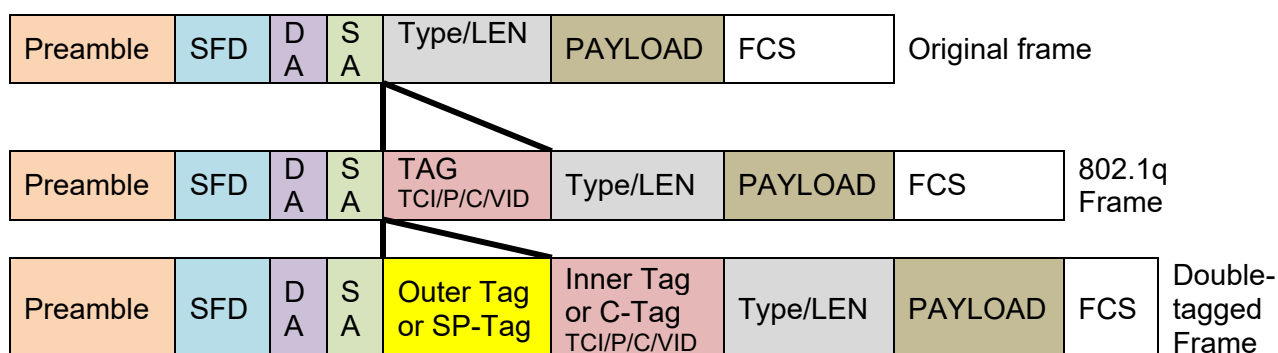 Preamble SFD D A S A Type/LEN PAYLOAD FCS Original frame
Preamble SFD D A S A TAG TCI/P/C/VID Type/LEN PAYLOAD FCS 802.1q Frame
Preamble SFD D A S A Outer Tag or SP-Tag Inner Tag or C-Tag TCI/P/C/VID Type/LEN PAYLOAD FCS Double-tagged Frame